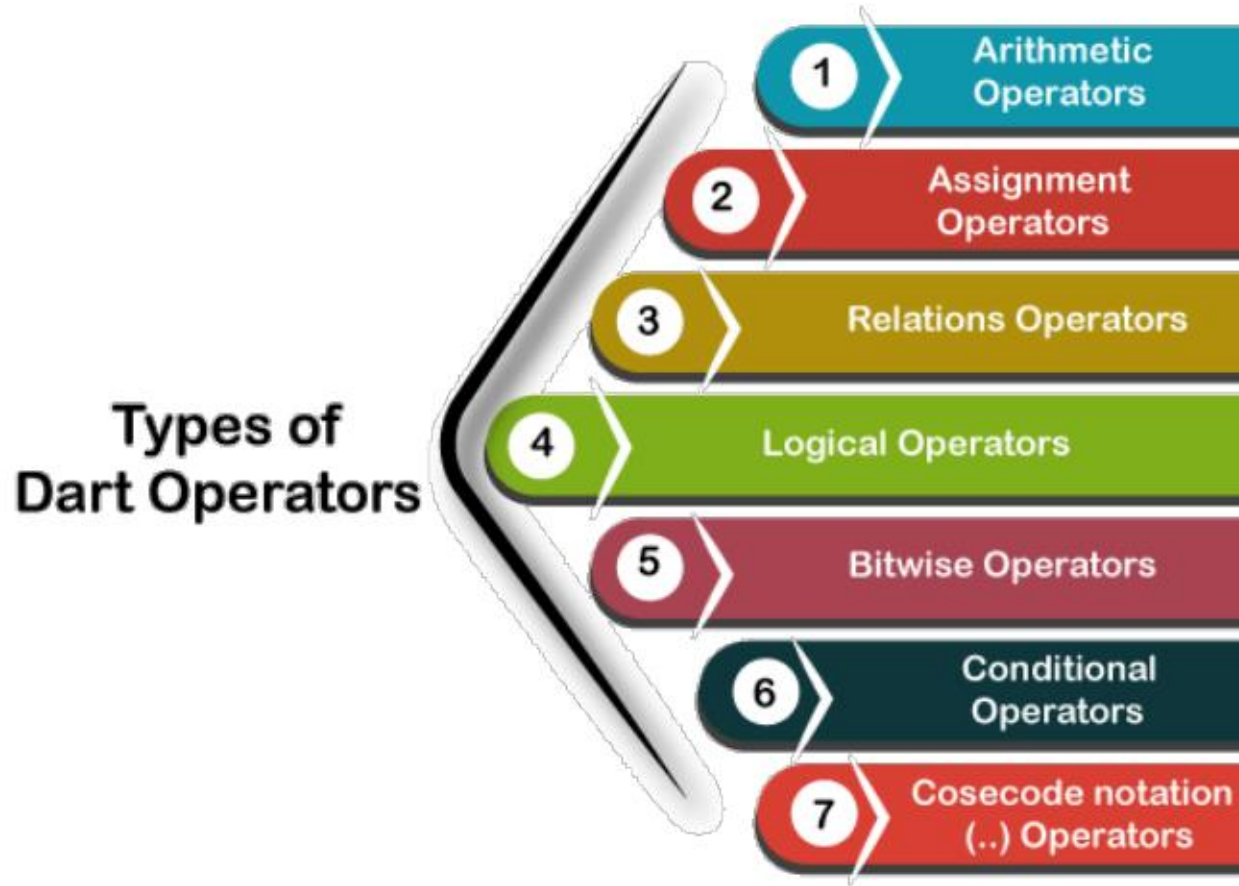 Types of
Dart Operators
1
Arithmetic
Operators
2
Assignment
Operators
3
Relations Operators
4
Logical Operators
5
Bitwise Operators
6
Conditional
Operators
7
Cosecode notation
(..) Operators